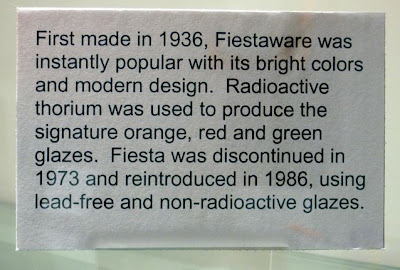 First made in 1936, Fiestaware was
instantly popular with its bright colors
and modern design.  Radioactive
thorium was used to produce the
signature orange, red and green
glazes.  Fiesta was discontinued in
1973 and reintroduced in 1986, using
lead-free and non-radioactive glazes.